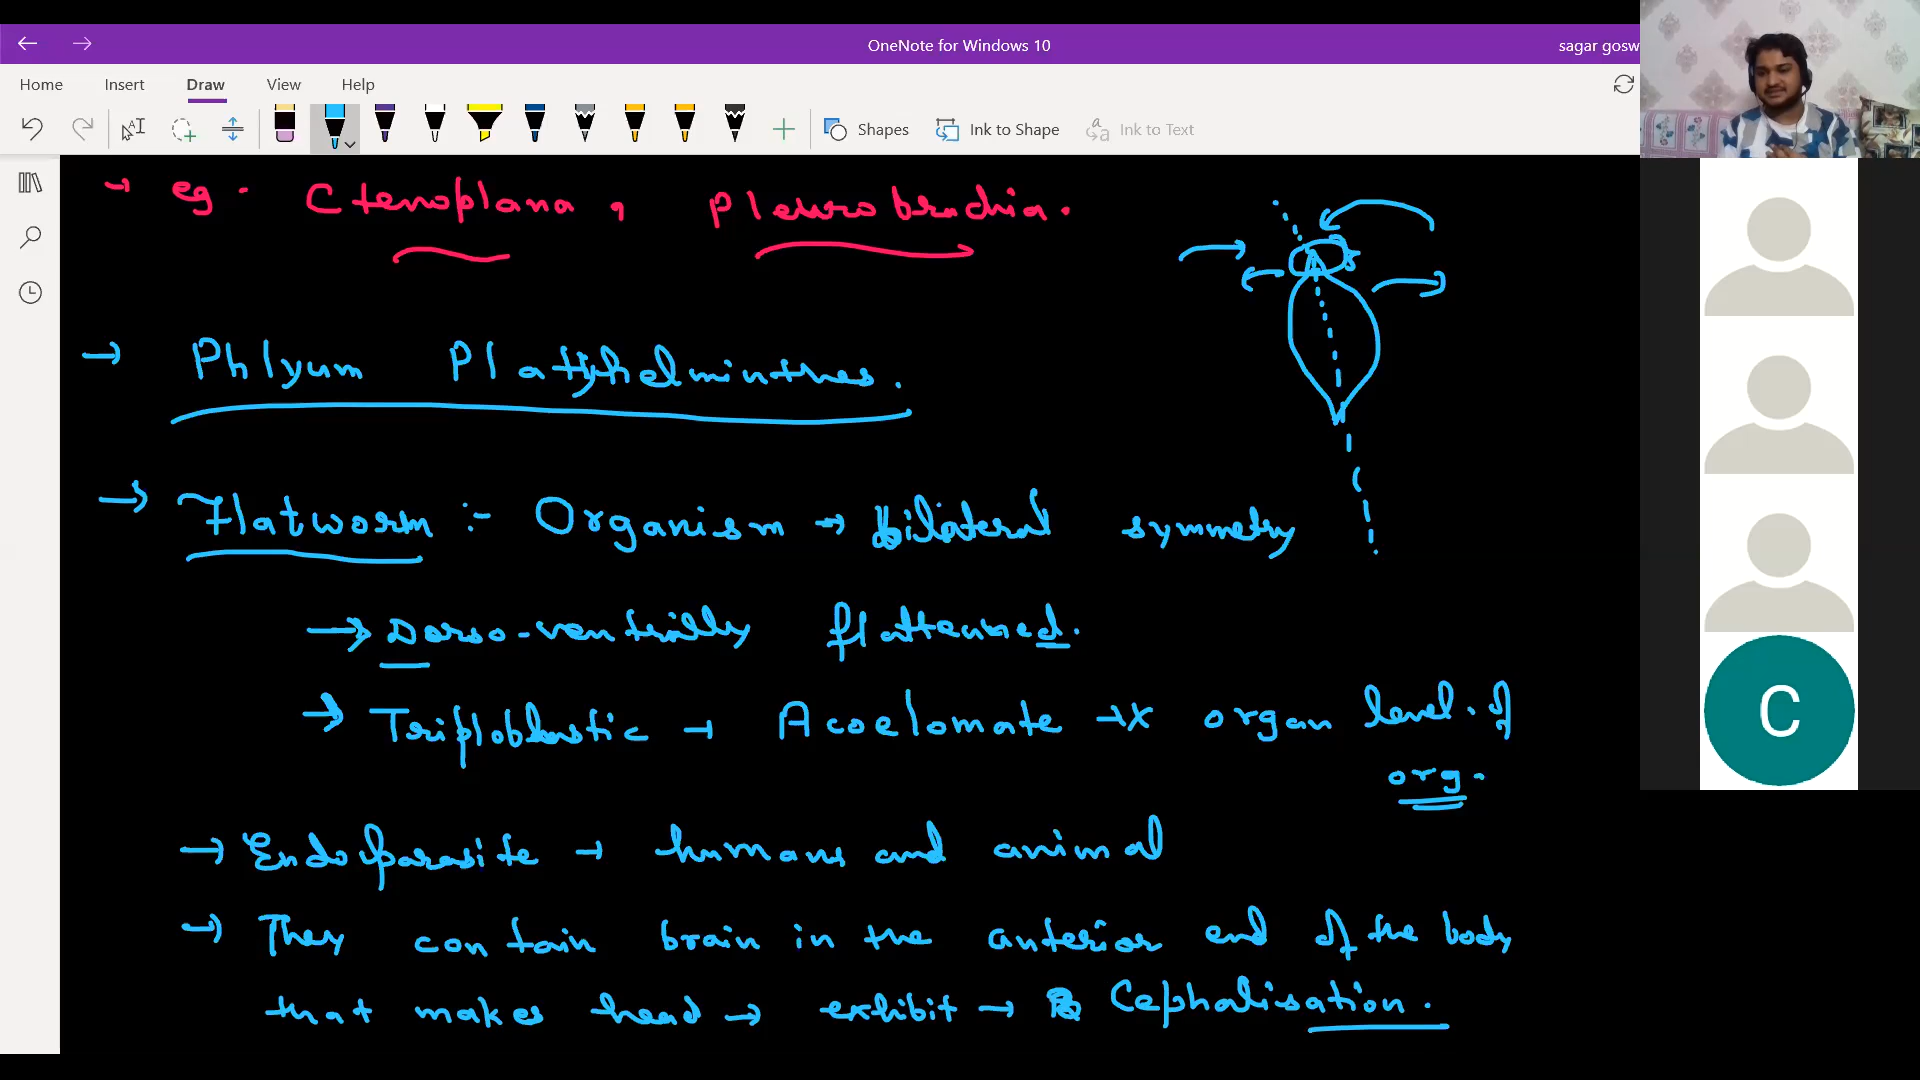 OneNote for Windows 10
sagar gosw
Home Insert Draw View Help
Shapes Ink to Shape Ink to Text
→ eg. Ctenoplana, Pleurobrachia.
→ Phlyum Platyhelminthes.
→ Flatworm :- Organism → bilateral symmetry
→ Dorso-ventrally flattened.
→ Triploblastic → Acoelomate → organ level of
org.
→ Endoparasite → humans and animal
→ They contain brain in the anterior end of the body
that makes head → exhibit → Cephalisation.
C